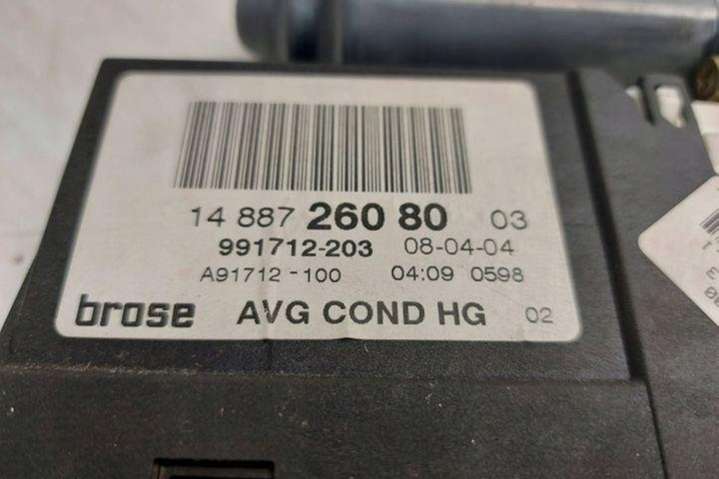 14 887 260 80 03
991712-203 08-04-04
A91712-100 04:09 0598
brose AVG COND HG 02